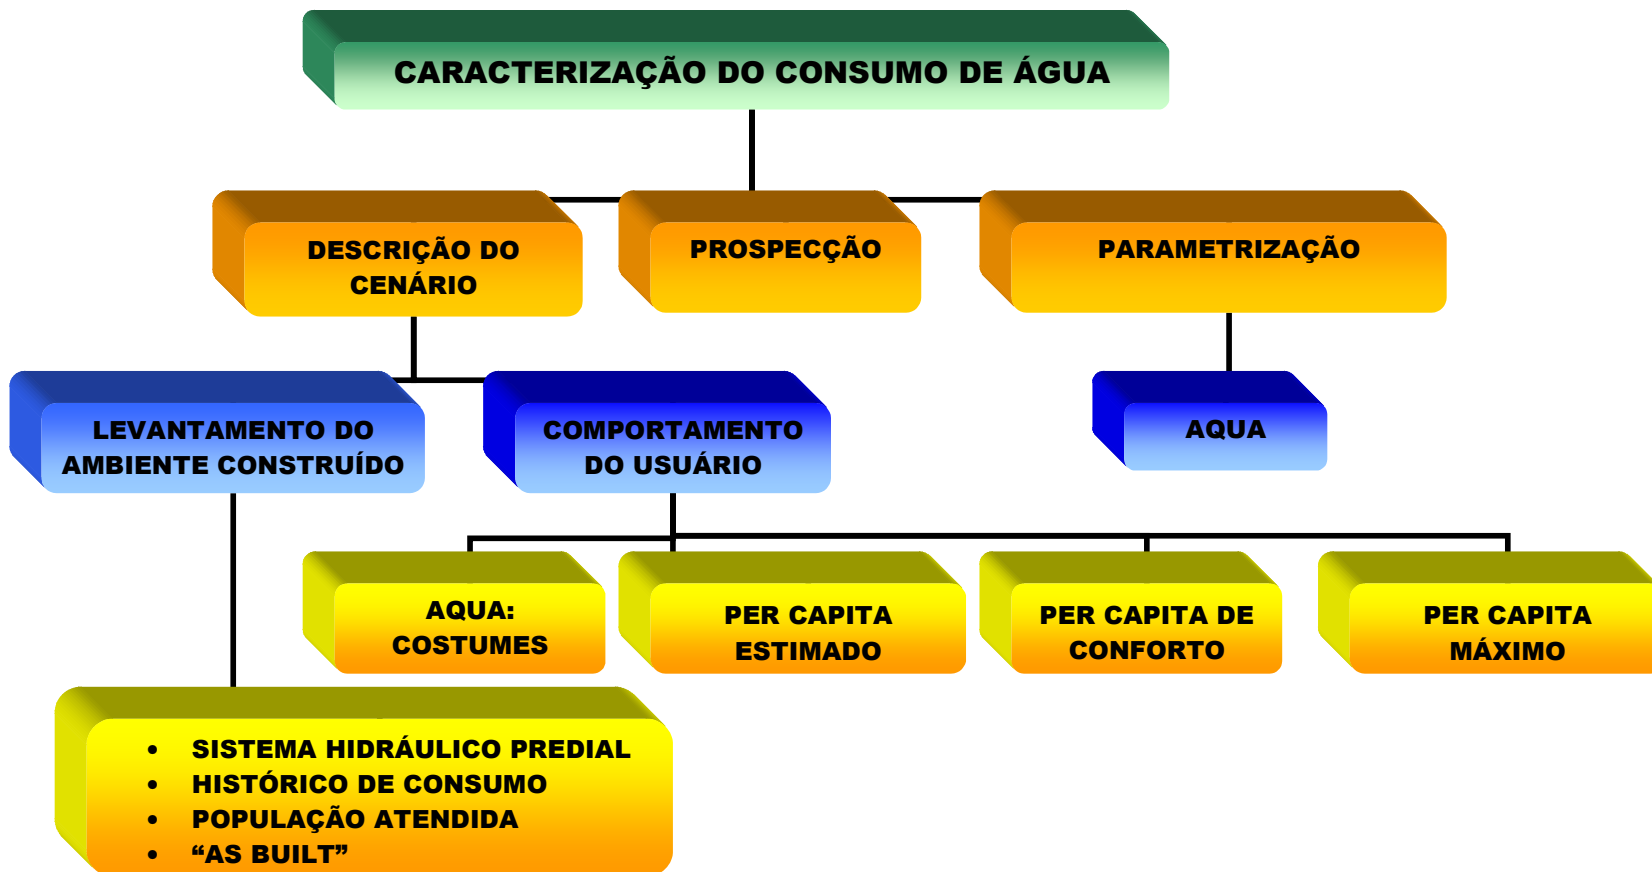 CARACTERIZAÇÃO DO CONSUMO DE ÁGUA
DESCRIÇÃO DO
CENÁRIO
PROSPECÇÃO
PARAMETRIZAÇÃO
LEVANTAMENTO DO
AMBIENTE CONSTRUÍDO
COMPORTAMENTO
DO USUÁRIO
AQUA
AQUA:
COSTUMES
PER CAPITA
ESTIMADO
PER CAPITA DE
CONFORTO
PER CAPITA
MÁXIMO
• SISTEMA HIDRÁULICO PREDIAL
• HISTÓRICO DE CONSUMO
• POPULAÇÃO ATENDIDA
• “AS BUILT”